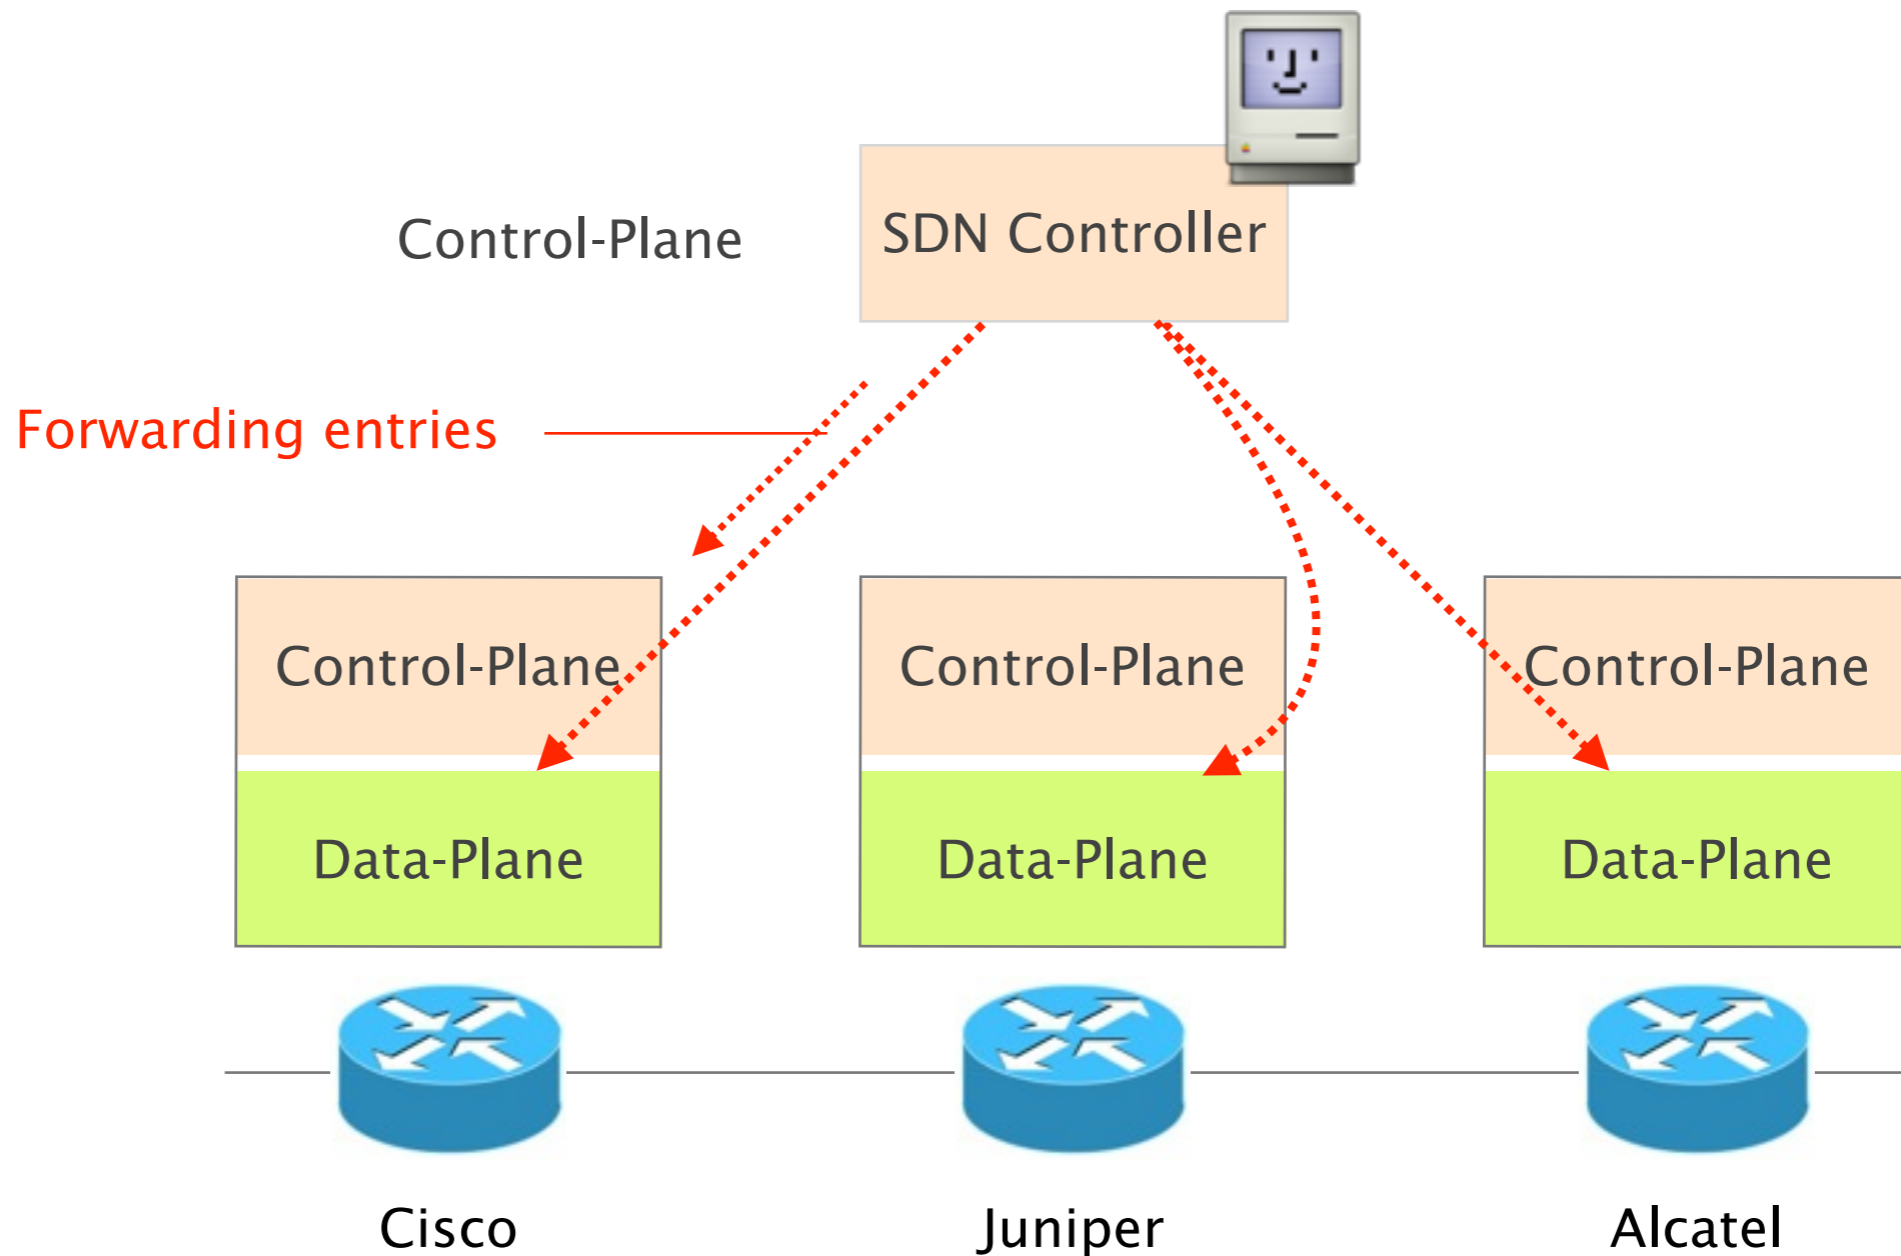 SDN Controller
Control-Plane
Forwarding entries
Control-Plane
Control-Plane
Control-Plane
Data-Plane
Data-Plane
Data-Plane
Cisco
Juniper
Alcatel